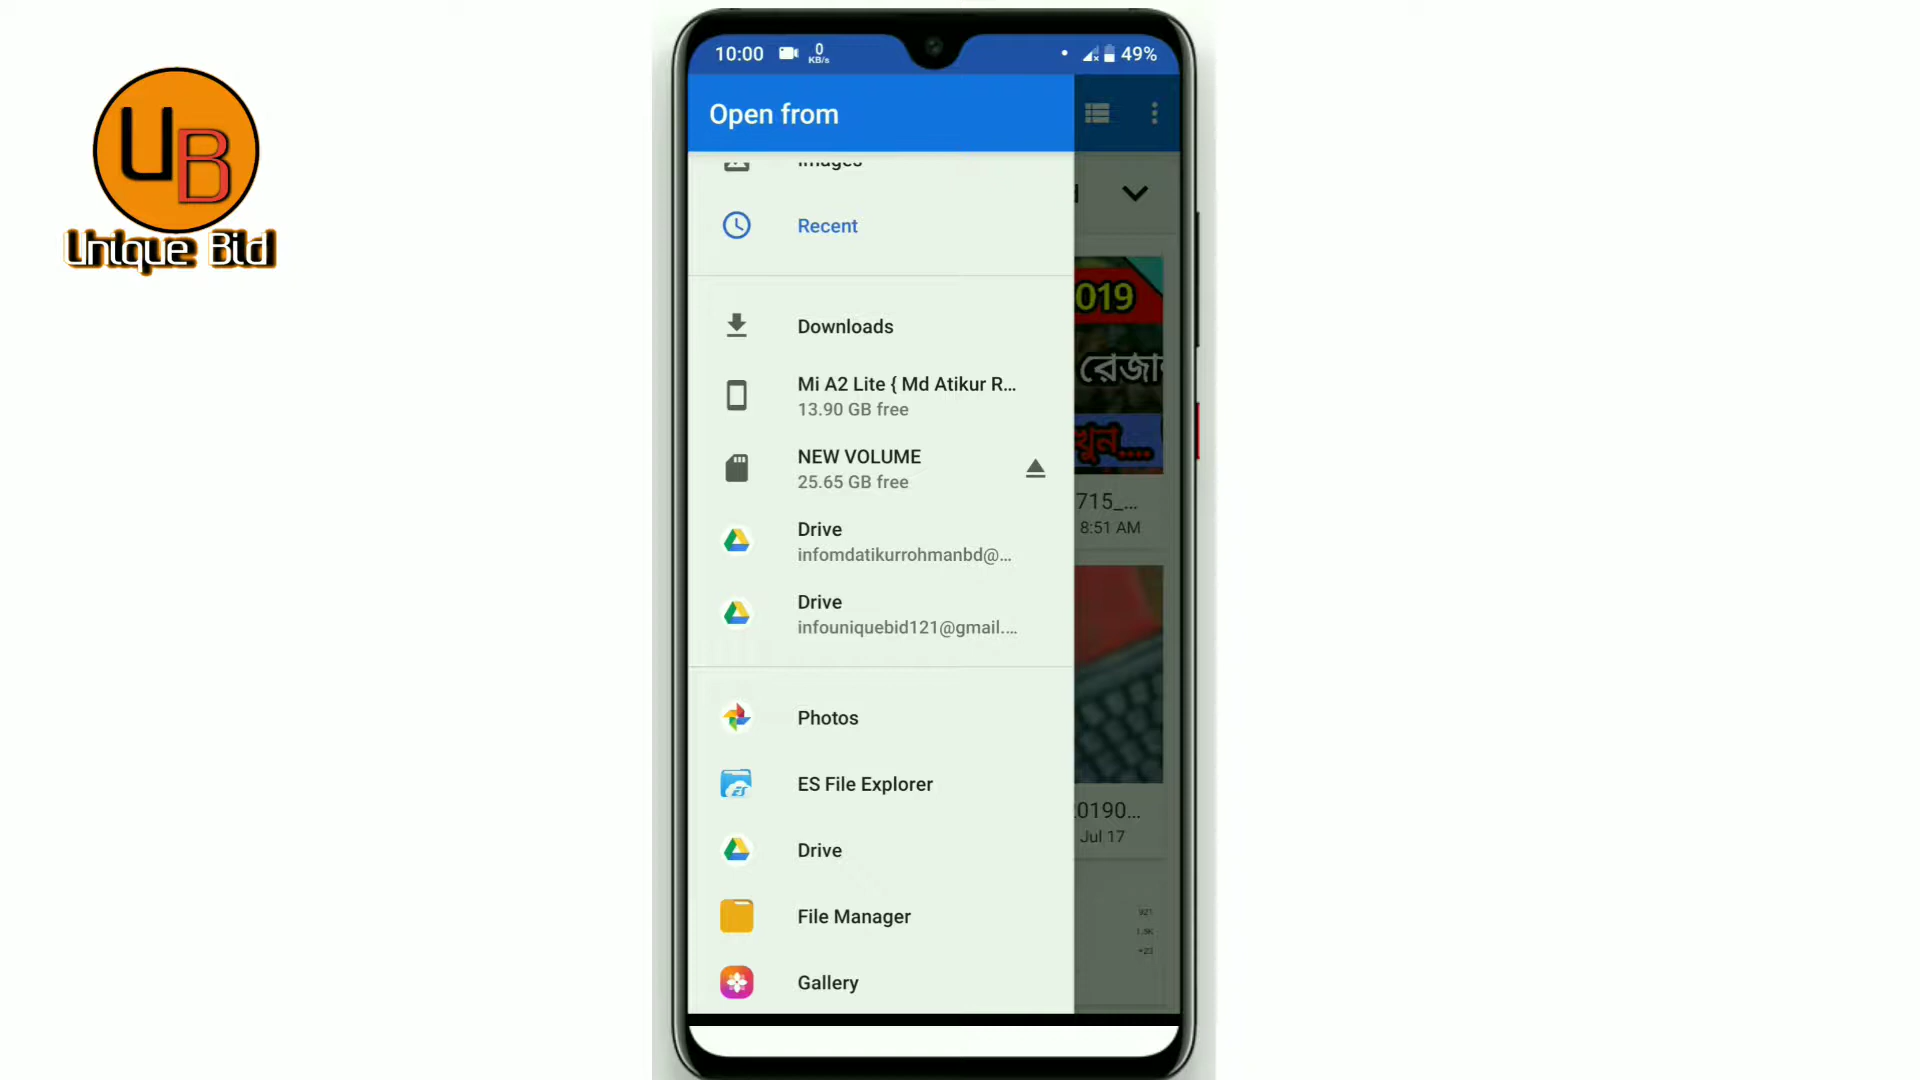 UB
Unique Bid
10:00
0
KB/s
49%
Open from
Images
Recent
Downloads
Mi A2 Lite { Md Atikur R...
13.90 GB free
NEW VOLUME
25.65 GB free
Drive
infomdatikurrohmanbd@...
Drive
infouniquebid121@gmail....
Photos
ES File Explorer
Drive
File Manager
Gallery
019
715_...
8:51 AM
0190...
Jul 17
921
+23